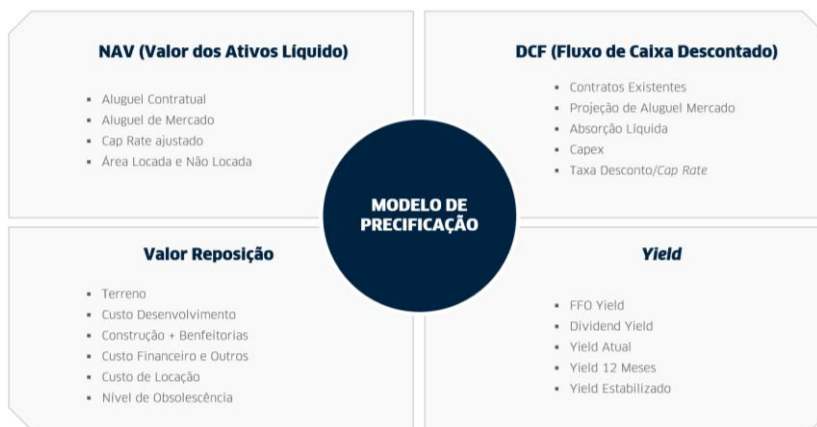 NAV (Valor dos Ativos Líquido)
Aluguel Contratual
Aluguel de Mercado
Cap Rate ajustado
Área Locada e Não Locada
DCF (Fluxo de Caixa Descontado)
Contratos Existentes
Projeção de Aluguel Mercado
Absorção Líquida
Capex
Taxa Desconto/Cap Rate
MODELO DE
PRECIFICAÇÃO
Valor Reposição
Terreno
Custo Desenvolvimento
Construção + Benfeitorias
Custo Financeiro e Outros
Custo de Locação
Nível de Obsolescência
Yield
FFO Yield
Dividend Yield
Yield Atual
Yield 12 Meses
Yield Estabilizado